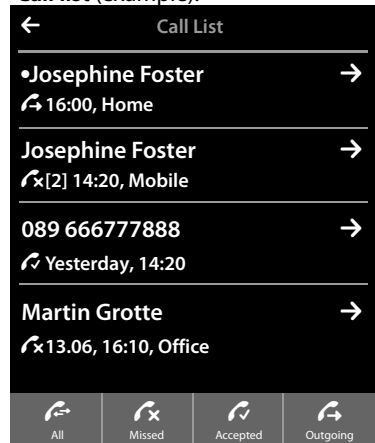 Call list (example):
Call List
•Josephine Foster
16:00, Home
Josephine Foster
[2] 14:20, Mobile
089 666777888
Yesterday, 14:20
Martin Grotte
13.06, 16:10, Office
All Missed Accepted Outgoing